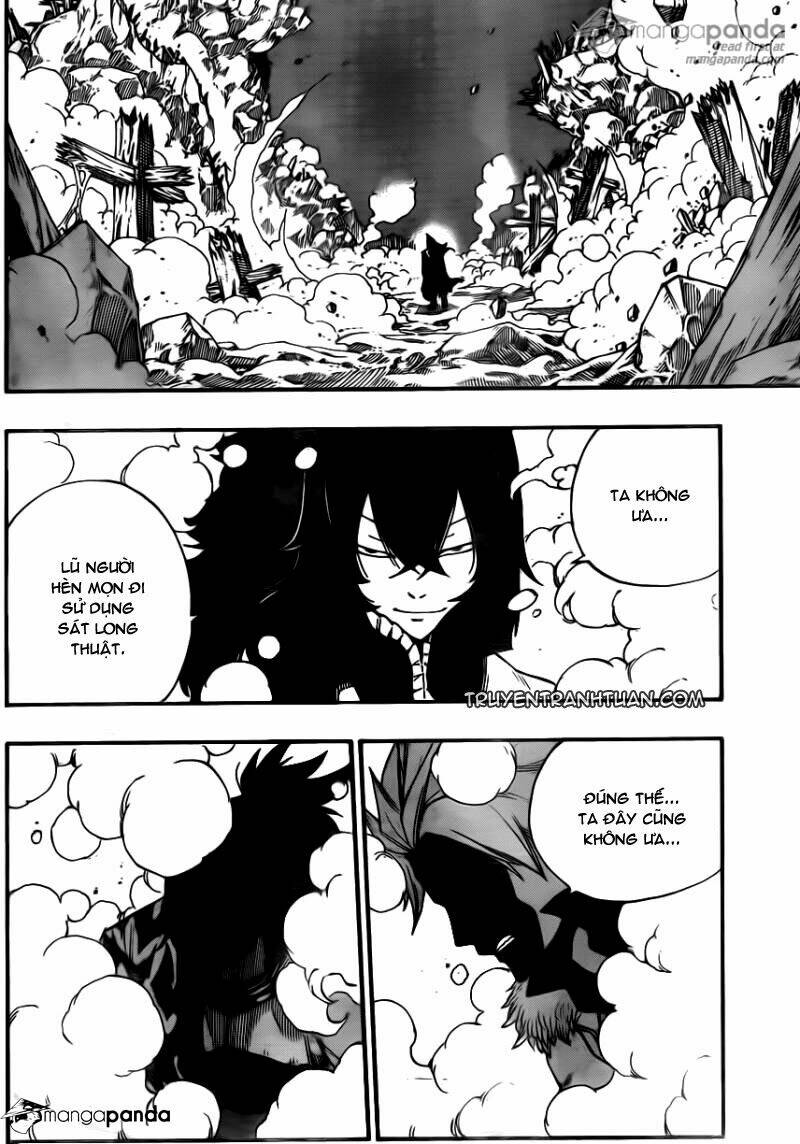 mangapanda
read first at
mangapanda.com
TA KHÔNG
ƯA...
LŨ NGƯỜI
HÈN MỌN ĐI
SỬ DỤNG
SÁT LONG
THUẬT.
TRUYENTRANHTUAN.COM
ĐÚNG THẾ...
TA ĐÂY CŨNG
KHÔNG ƯA...
mangapanda